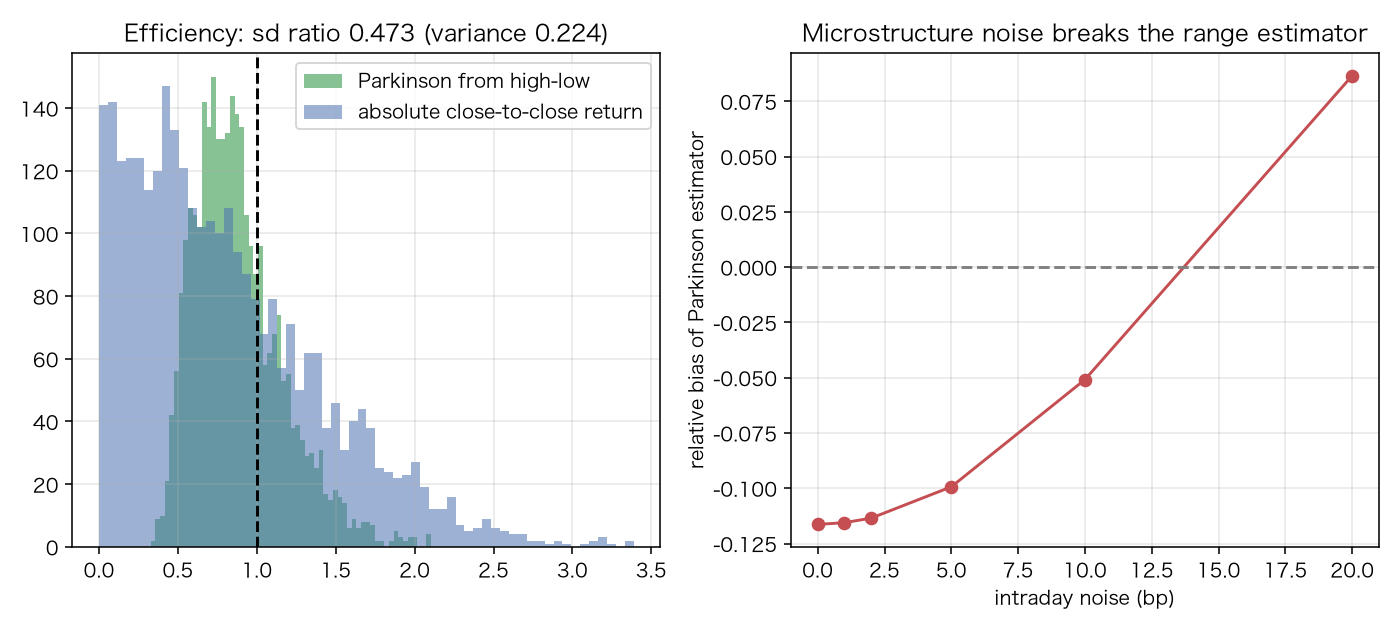 Efficiency: sd ratio 0.473 (variance 0.224)
Parkinson from high-low
absolute close-to-close return
140
120
100
80
60
40
20
0
0.0 0.5 1.0 1.5 2.0 2.5 3.0 3.5
Microstructure noise breaks the range estimator
relative bias of Parkinson estimator
0.075
0.050
0.025
0.000
-0.025
-0.050
-0.075
-0.100
-0.125
0.0 2.5 5.0 7.5 10.0 12.5 15.0 17.5 20.0
intraday noise (bp)